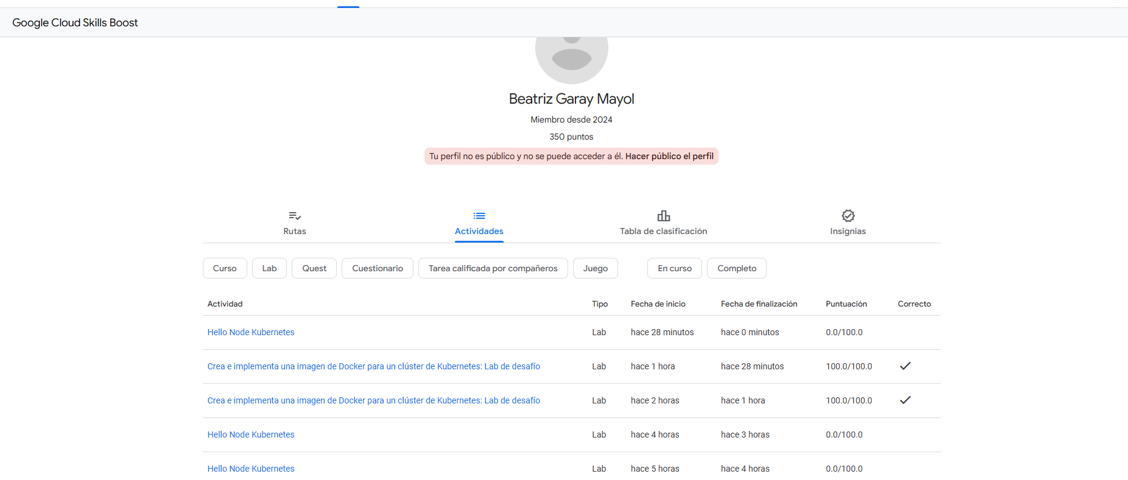 Google Cloud Skills Boost
Beatriz Garay Mayol
Miembro desde 2024
350 puntos
Tu perfil no es público y no se puede acceder a él. Hacer público el perfil
Rutas Actividades Tabla de clasificación Insignias
Curso Lab Quest Cuestionario Tarea calificada por compañeros Juego En curso Completo
Actividad Tipo Fecha de inicio Fecha de finalización Puntuación Correcto
Hello Node Kubernetes Lab hace 28 minutos hace 0 minutos 0.0/100.0
Crea e implementa una imagen de Docker para un clúster de Kubernetes: Lab de desafío Lab hace 1 hora hace 28 minutos 100.0/100.0
Crea e implementa una imagen de Docker para un clúster de Kubernetes: Lab de desafío Lab hace 2 horas hace 1 hora 100.0/100.0
Hello Node Kubernetes Lab hace 4 horas hace 3 horas 0.0/100.0
Hello Node Kubernetes Lab hace 5 horas hace 4 horas 0.0/100.0